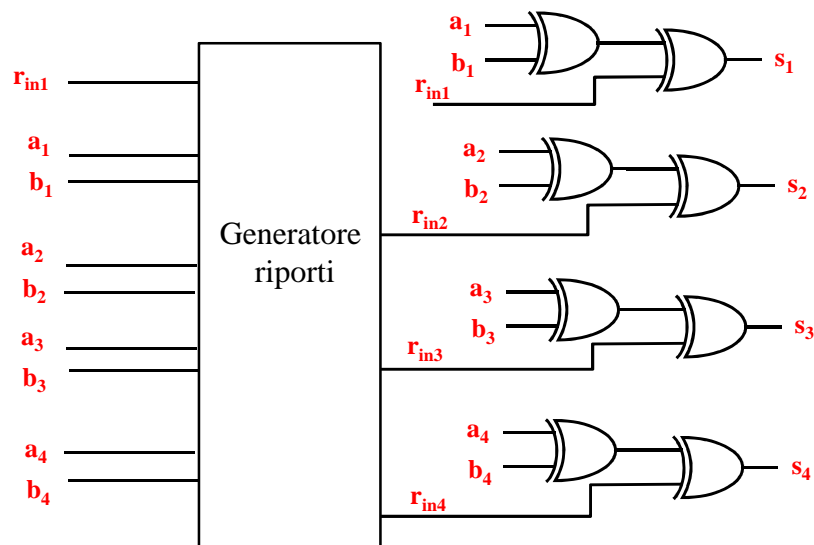 r_in1
a_1
b_1
a_2
b_2
a_3
b_3
a_4
b_4
Generatore
riporti
a_1
b_1
r_in1
s_1
a_2
b_2
r_in2
s_2
a_3
b_3
r_in3
s_3
a_4
b_4
r_in4
s_4